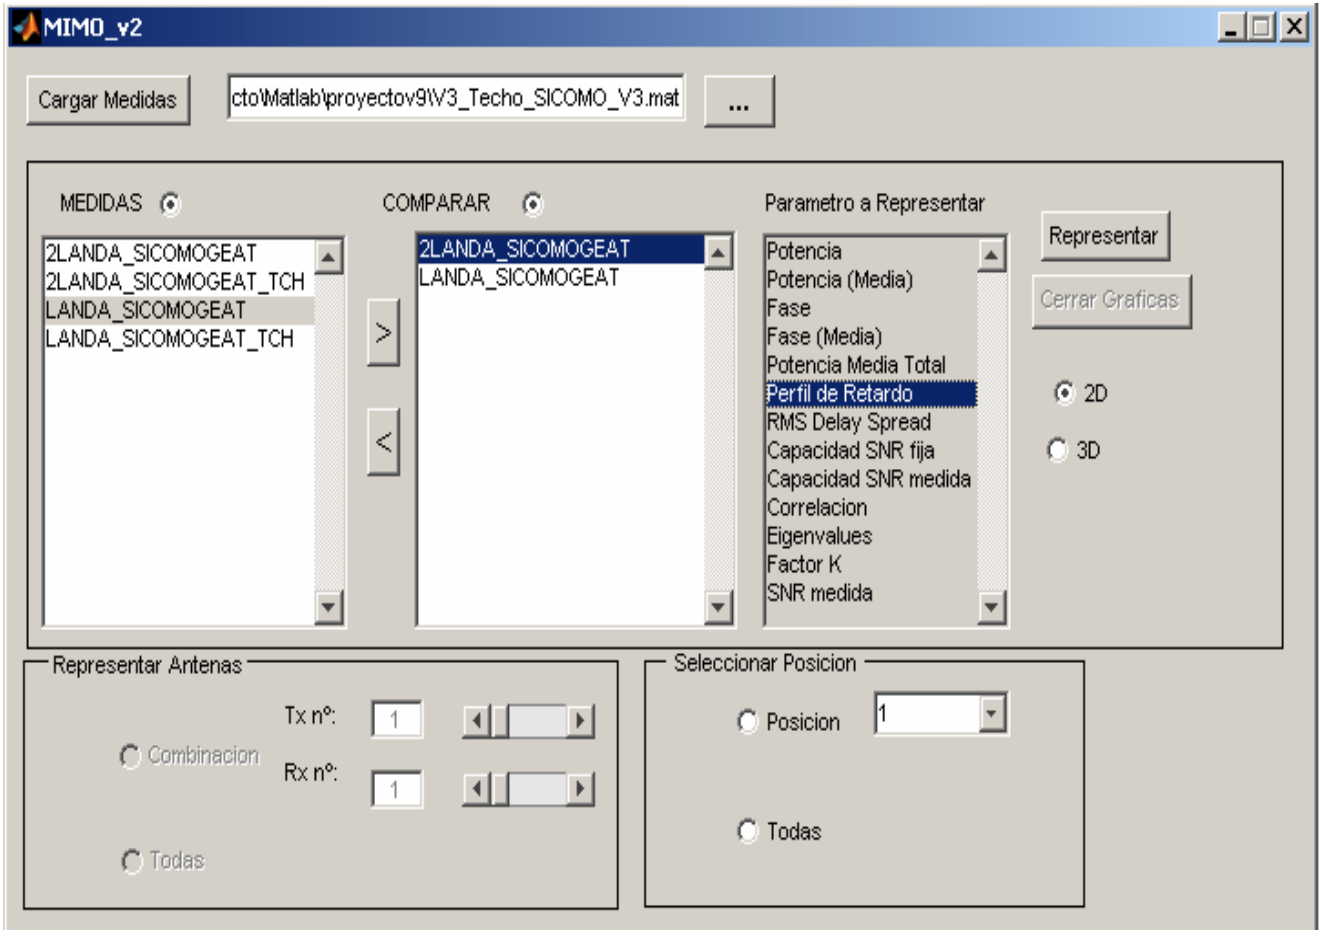 MIMO_v2
Cargar Medidas
cto\Matlab\proyectov9\V3_Techo_SICOMO_V3.mat
...
MEDIDAS
2LANDA_SICOMOGEAT
2LANDA_SICOMOGEAT_TCH
LANDA_SICOMOGEAT
LANDA_SICOMOGEAT_TCH
>
<
COMPARAR
2LANDA_SICOMOGEAT
LANDA_SICOMOGEAT
Parametro a Representar
Potencia
Potencia (Media)
Fase
Fase (Media)
Potencia Media Total
Perfil de Retardo
RMS Delay Spread
Capacidad SNR fija
Capacidad SNR medida
Correlacion
Eigenvalues
Factor K
SNR medida
Representar
Cerrar Graficas
2D
3D
Representar Antenas
Combinacion
Tx nº: 1
Rx nº: 1
Todas
Seleccionar Posicion
Posicion 1
Todas